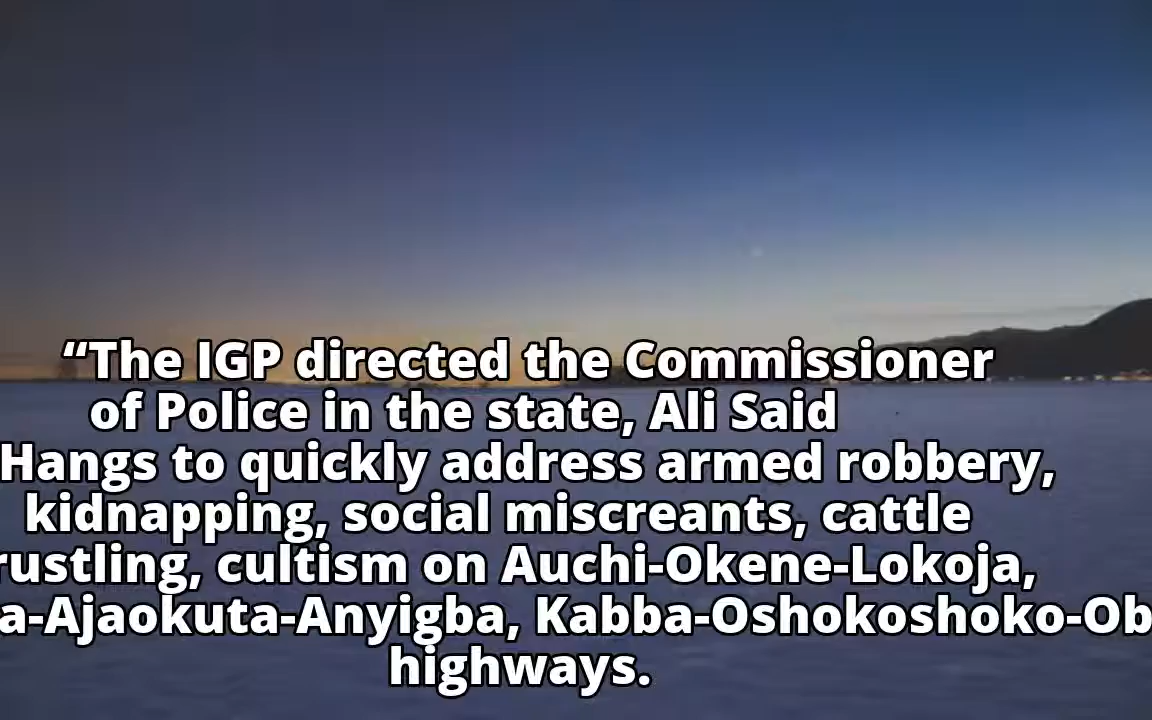 “The IGP directed the Commissioner
of Police in the state, Ali Said
Hangs to quickly address armed robbery,
kidnapping, social miscreants, cattle
rustling, cultism on Auchi-Okene-Lokoja,
a-Ajaokuta-Anyigba, Kabba-Oshokoshoko-Ob
highways.